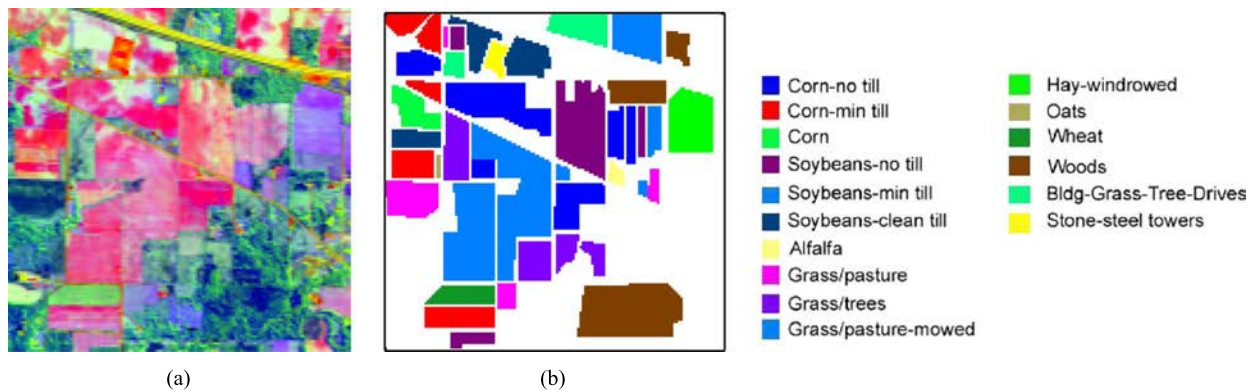 Corn-no till
Corn-min till
Corn
Soybeans-no till
Soybeans-min till
Soybeans-clean till
Alfalfa
Grass/pasture
Grass/trees
Grass/pasture-mowed
Hay-windrowed
Oats
Wheat
Woods
Bldg-Grass-Tree-Drives
Stone-steel towers
(a)
(b)